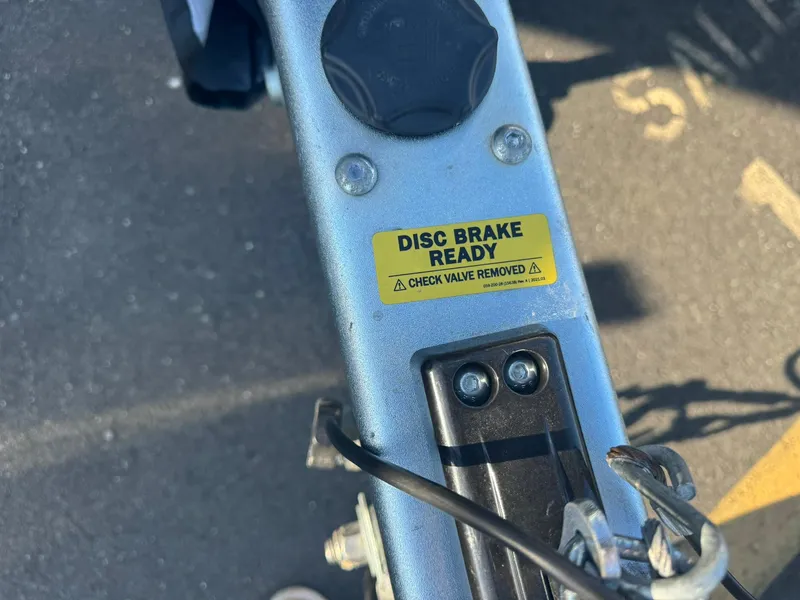 DISC BRAKE
READY
⚠ CHECK VALVE REMOVED ⚠